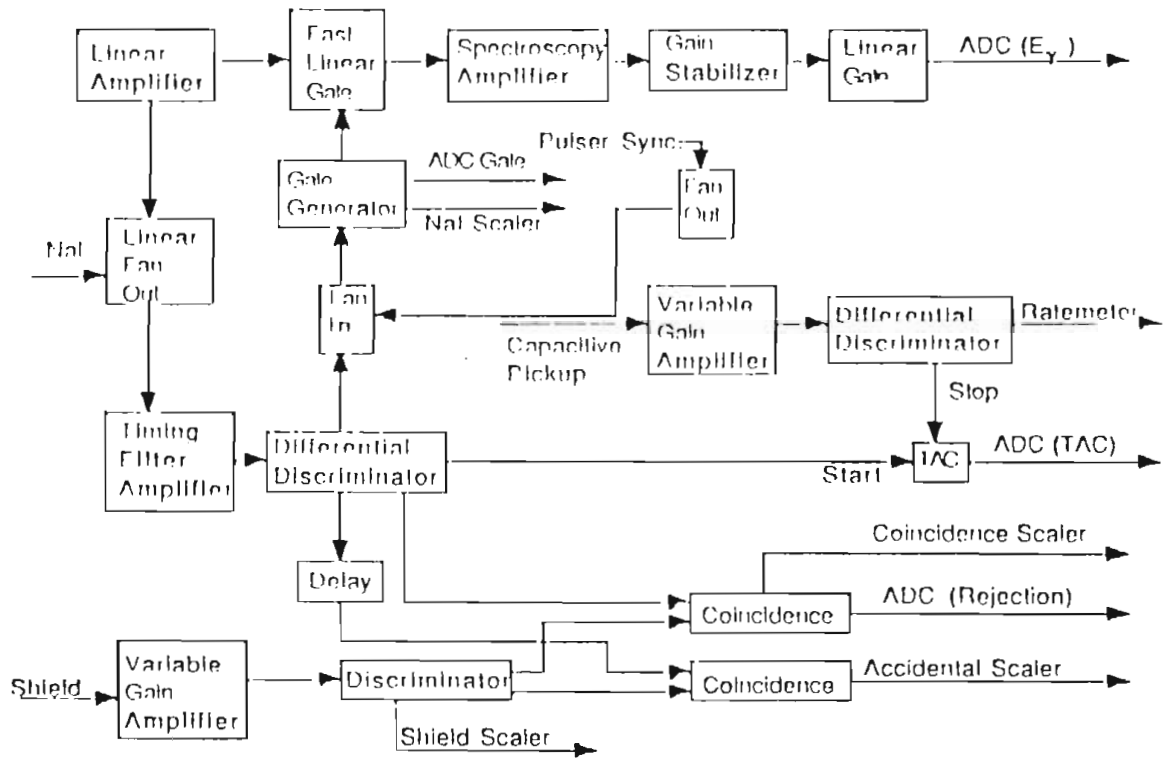 Linear
Amplifier
Fast
Linear
Gate
Spectroscopy
Amplifier
Gain
Stabilizer
Linear
Gain
ADC (Eγ)
Pulser Sync.
ADC Gate
Gate
Generator
NaI Scaler
Fan
Out
NaI
Linear
Fan
Out
Fan
In
Capacitive
Pickup
Variable
Gain
Amplifier
Differential
Discriminator
Ratemeter
Stop
Timing
Filter
Amplifier
Differential
Discriminator
Start
TAC
ADC (TAC)
Coincidence Scaler
Delay
Coincidence
ADC (Rejection)
Shield
Variable
Gain
Amplifier
Discriminator
Coincidence
Accidental Scaler
Shield Scaler